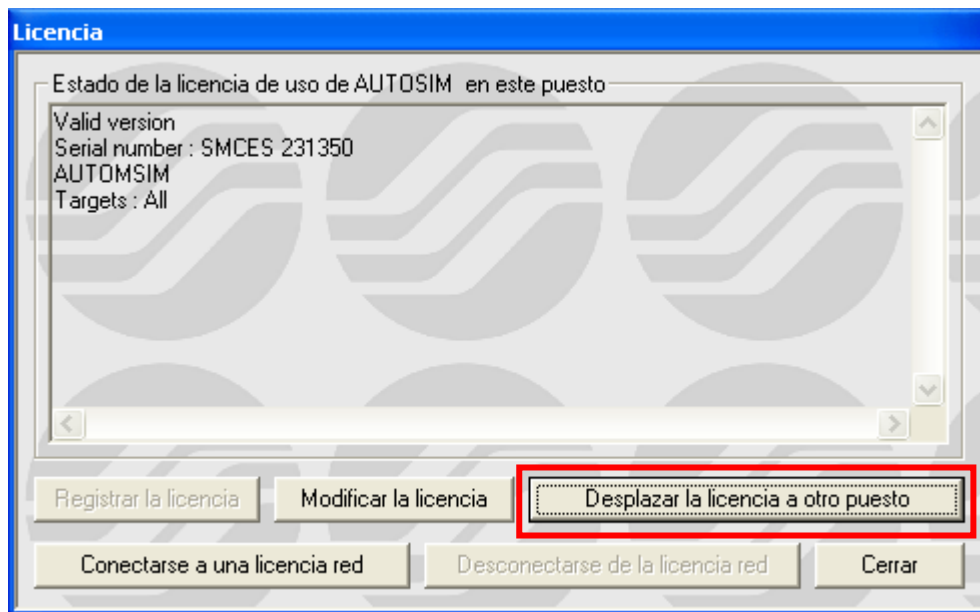 Licencia
Estado de la licencia de uso de AUTOSIM en este puesto
Valid version
Serial number : SMCES 231350
AUTOMSIM
Targets : All
Registrar la licencia
Modificar la licencia
Desplazar la licencia a otro puesto
Conectarse a una licencia red
Desconectarse de la licencia red
Cerrar